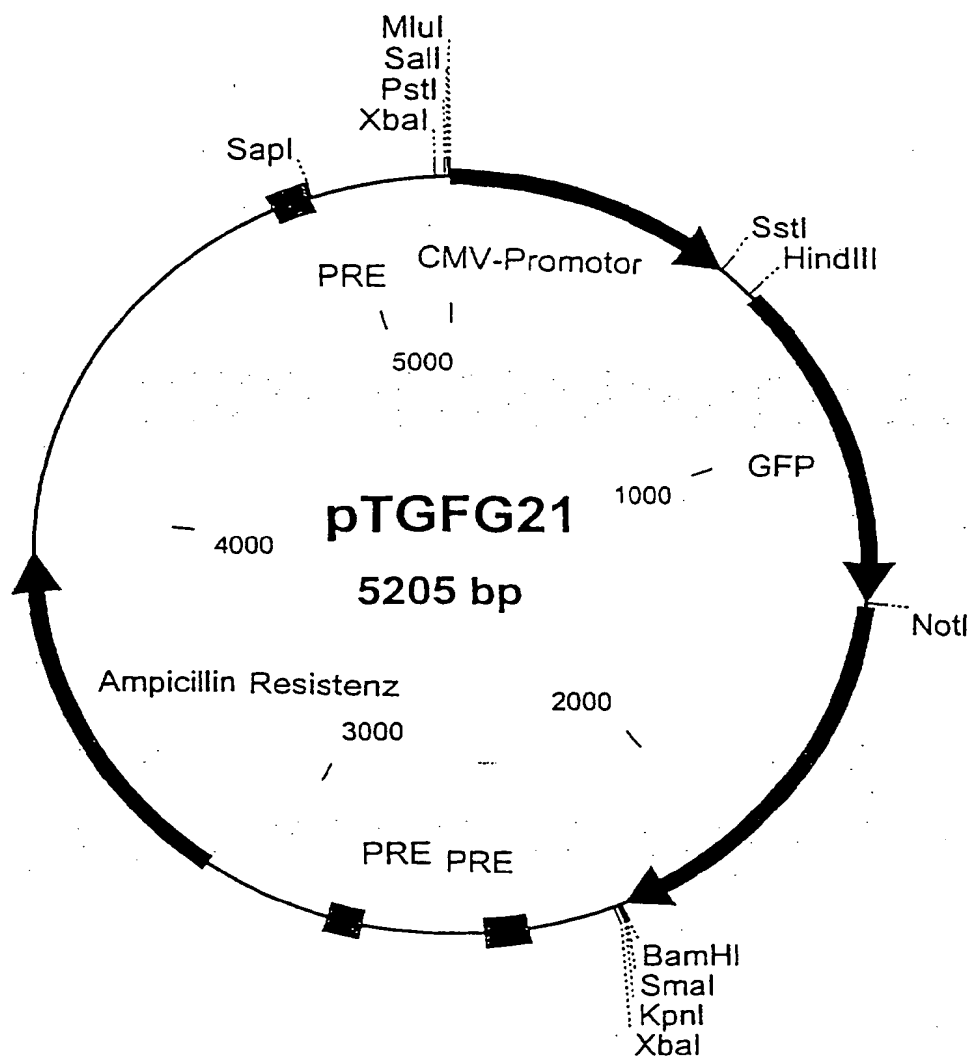 MluI
SalI
PstI
XbaI
SapI
SstI
HindIII
CMV-Promotor
PRE
5000
GFP
1000
pTGFG21
4000
5205 bp
NotI
Ampicillin Resistenz
2000
3000
PRE PRE
BamHI
SmaI
KpnI
XbaI